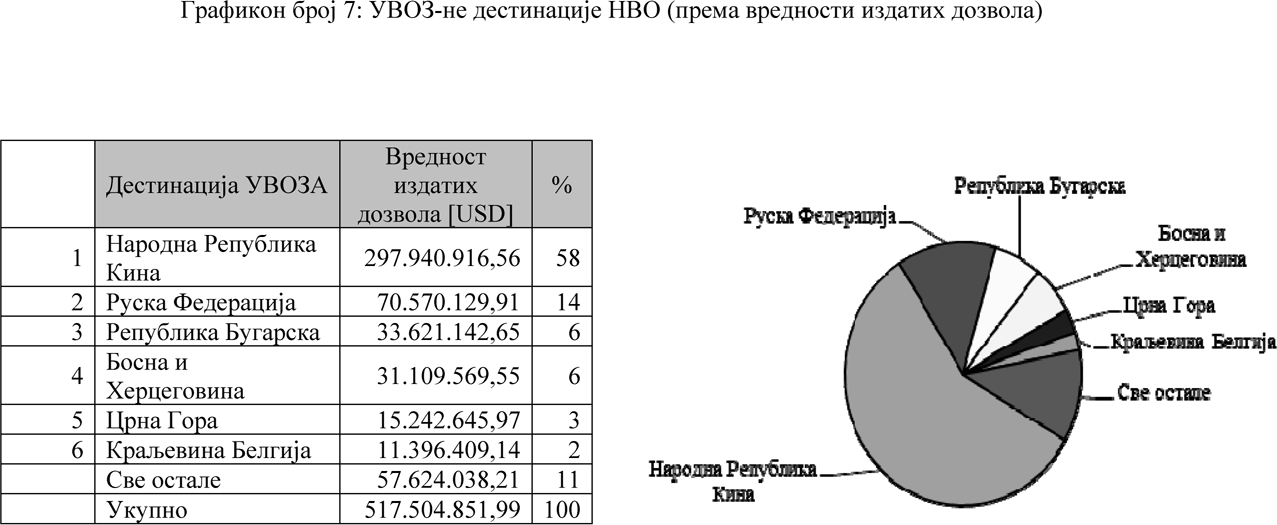 Графикон број 7: УВОЗ-не дестинације НВО (према вредности издатих дозвола)
Дестинација УВОЗА
Вредност
издатих
дозвола [USD]
%
1 Народна Република
Кина 297.940.916,56 58
2 Руска Федерација 70.570.129,91 14
3 Република Бугарска 33.621.142,65 6
4 Босна и
Херцеговина 31.109.569,55 6
5 Црна Гора 15.242.645,97 3
6 Краљевина Белгија 11.396.409,14 2
Све остале 57.624.038,21 11
Укупно 517.504.851,99 100
Република Бугарска
Руска Федерација
Босна и
Херцеговина
Црна Гора
Краљевина Белгија
Све остале
Народна Република
Кина